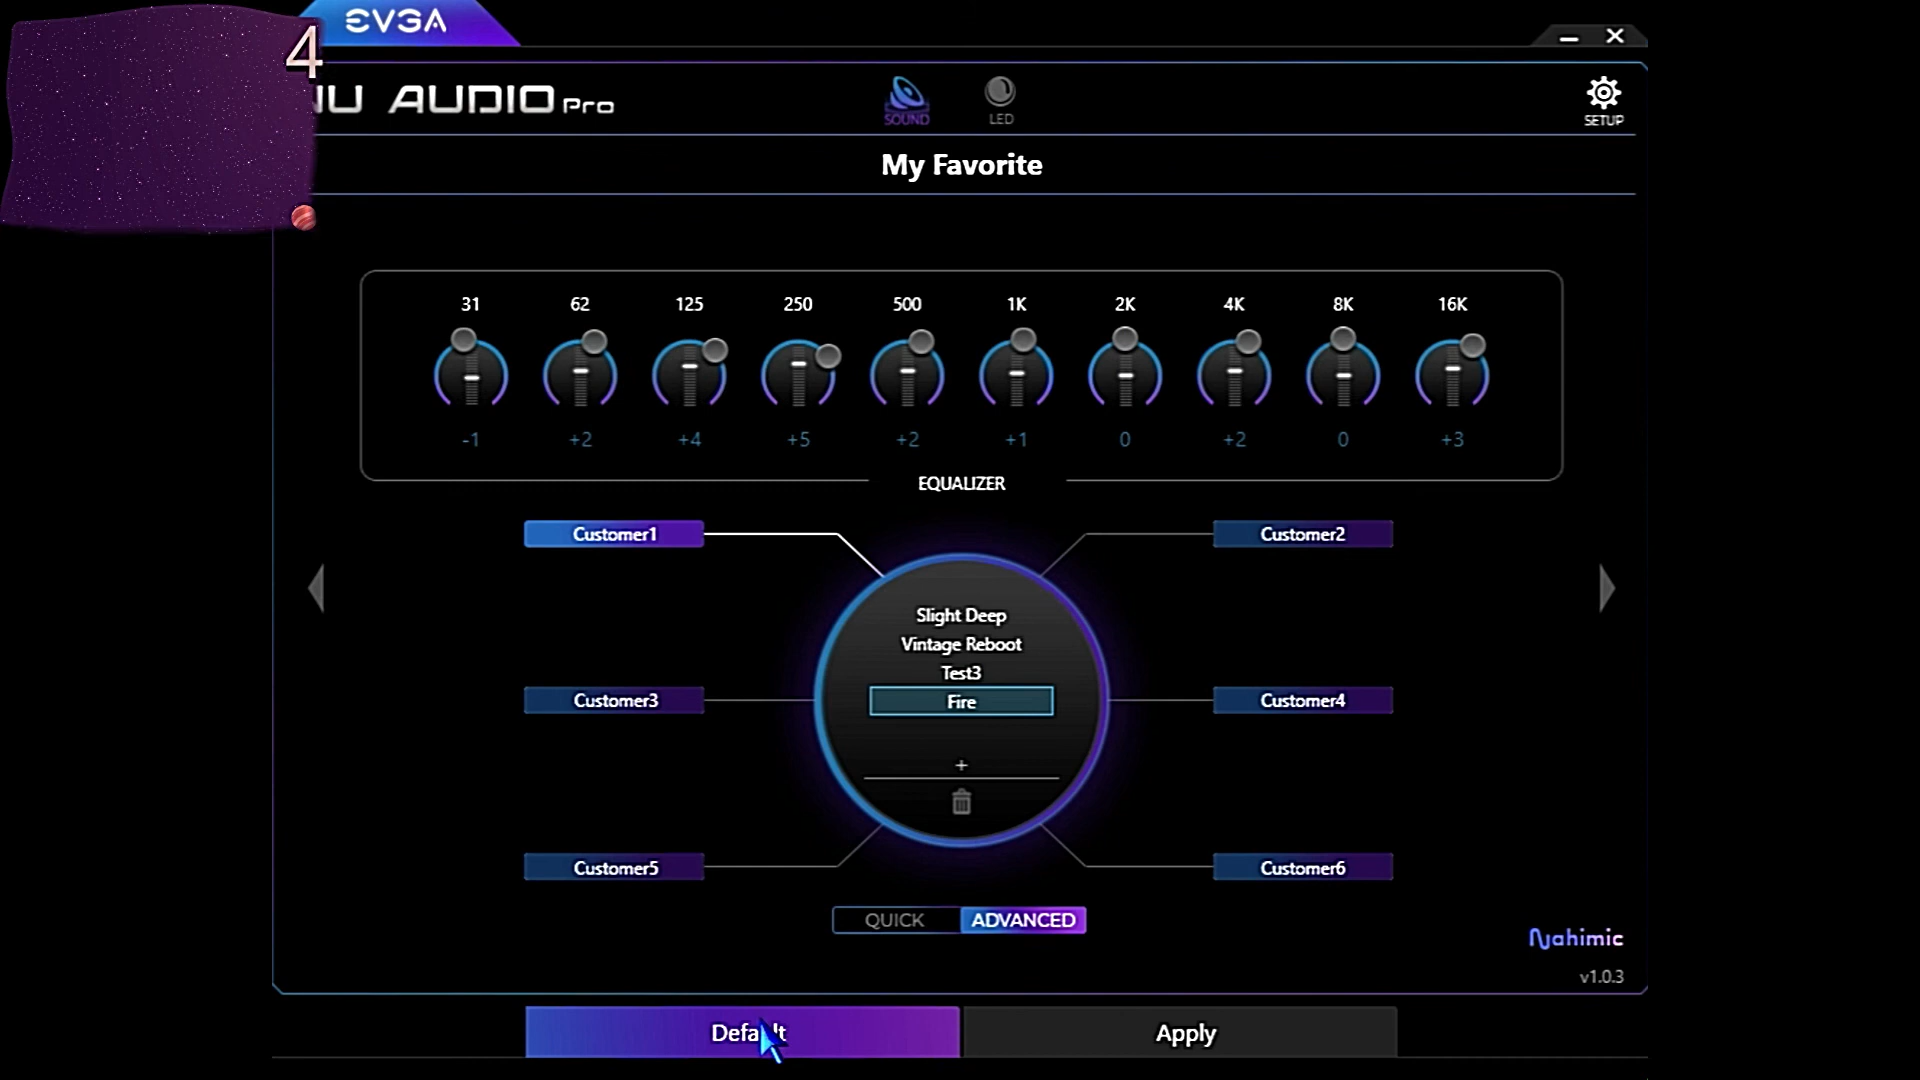 4
EVGA
NU AUDIO Pro
SOUND
LED
SETUP
My Favorite
31 62 125 250 500 1K 2K 4K 8K 16K
-1 +2 +4 +5 +2 +1 0 +2 0 +3
EQUALIZER
Customer1
Customer2
Slight Deep
Vintage Reboot
Test3
Customer3
Fire
Customer4
+
Customer5
Customer6
QUICK ADVANCED
Nahimic
v1.0.3
Default
Apply